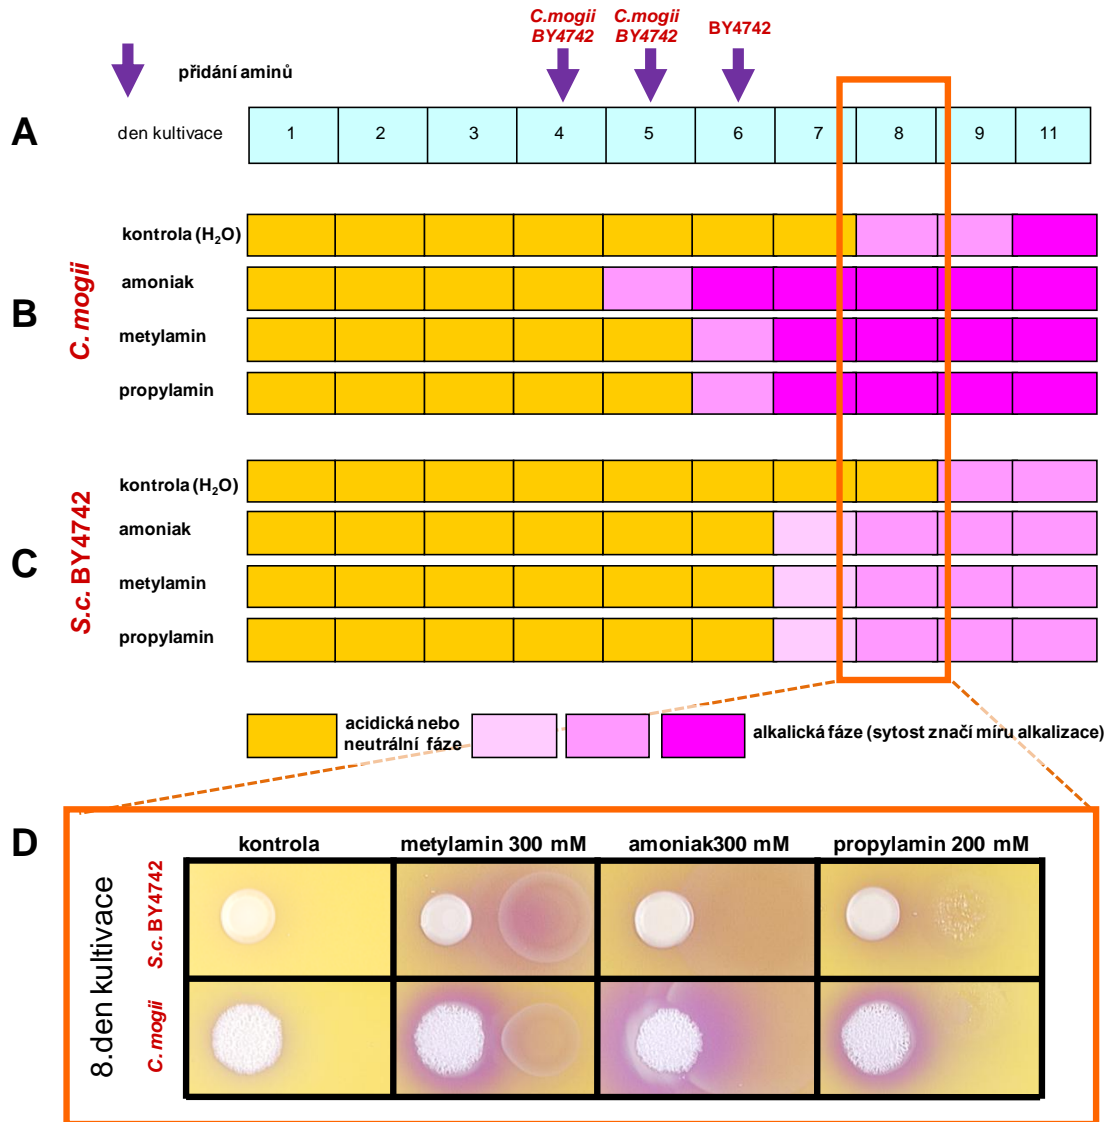 C.mogii
BY4742
C.mogii
BY4742
BY4742
přidání aminů
A
den kultivace
1 2 3 4 5 6 7 8 9 11
B
C. mogii
kontrola (H₂O)
amoniak
metylamin
propylamin
C
S.c. BY4742
kontrola (H₂O)
amoniak
metylamin
propylamin
acidická nebo
neutrální fáze
alkalická fáze (sytost značí míru alkalizace)
D
8.den kultivace
kontrola
metylamin 300 mM
amoniak300 mM
propylamin 200 mM
S.c. BY4742
C. mogii